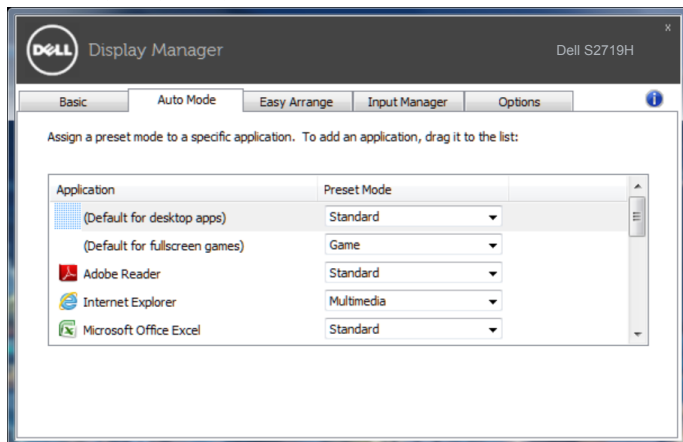 DELL Display Manager Dell S2719H x
Basic Auto Mode Easy Arrange Input Manager Options i
Assign a preset mode to a specific application. To add an application, drag it to the list:
Application Preset Mode
(Default for desktop apps) Standard
(Default for fullscreen games) Game
Adobe Reader Standard
Internet Explorer Multimedia
Microsoft Office Excel Standard